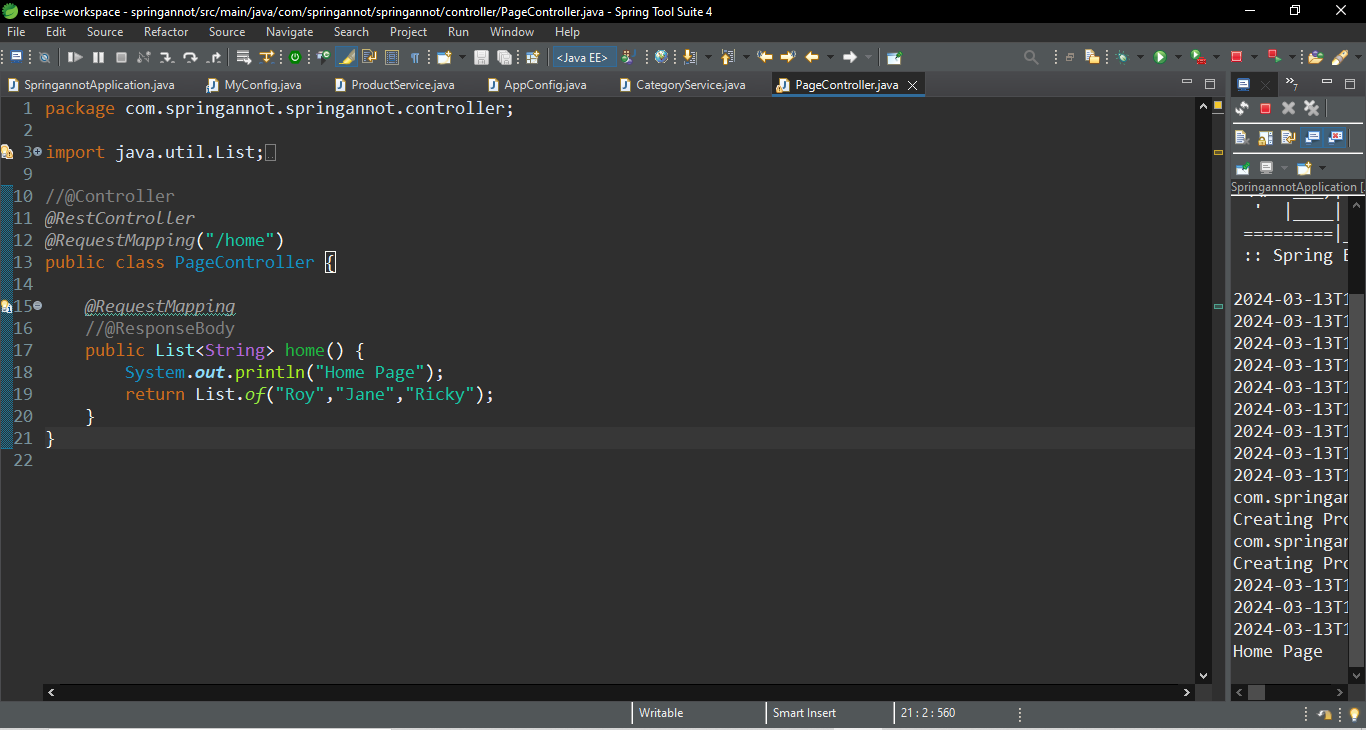 eclipse-workspace - springannot/src/main/java/com/springannot/springannot/controller/PageController.java - Spring Tool Suite 4
File Edit Source Refactor Source Navigate Search Project Run Window Help
<Java EE>
SpringannotApplication.java MyConfig.java ProductService.java AppConfig.java CategoryService.java PageController.java
»7
1 package com.springannot.springannot.controller;
2
3 import java.util.List;
9
10 //@Controller
11 @RestController
12 @RequestMapping("/home")
13 public class PageController {
14
15 @RequestMapping
16 //@ResponseBody
17 public List<String> home() {
18 System.out.println("Home Page");
19 return List.of("Roy","Jane","Ricky");
20 }
21 }
22
SpringannotApplication [
' |____|
=========|_
:: Spring B
2024-03-13T1
2024-03-13T1
2024-03-13T1
2024-03-13T1
2024-03-13T1
2024-03-13T1
2024-03-13T1
2024-03-13T1
2024-03-13T1
com.springar
Creating Pro
com.springar
Creating Pro
2024-03-13T1
2024-03-13T1
2024-03-13T1
Home Page
Writable Smart Insert 21 : 2 : 560